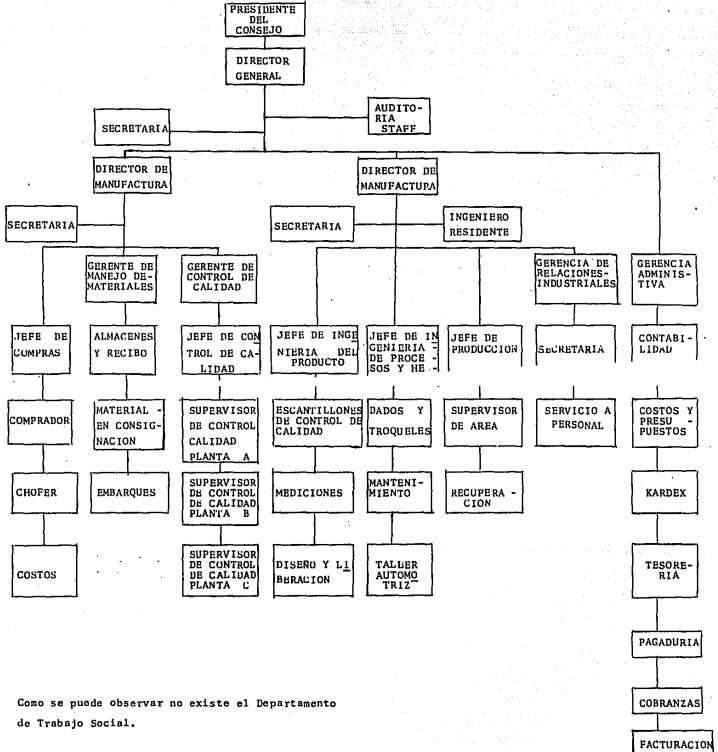 PRESIDENTE
DEL
CONSEJO
DIRECTOR
GENERAL
AUDITO-
RIA
STAFF
SECRETARIA
DIRECTOR DE
MANUFACTURA
DIRECTOR DE
MANUFACTURA
SECRETARIA
SECRETARIA
INGENIERO
RESIDENTE
GERENTE DE
MANEJO DE-
MATERIALES
GERENTE DE
CONTROL DE
CALIDAD
GERENCIA DE
RELACIONES-
INDUSTRIALES
GERENCIA
ADMINIS-
TIVA
JEFE DE
COMPRAS
ALMACENES
Y RECIBO
JEFE DE CON
TROL DE CA-
LIDAD
JEFE DE INGE
NIERIA DEL
PRODUCTO
JEFE DE IN
GENIERIA -
DE PROCE -
SOS Y HE -
JEFE DE
PRODUCCION
SECRETARIA
CONTABI-
LIDAD
COMPRADOR
MATERIAL -
EN CONSIG-
NACION
SUPERVISOR
DE CONTROL
CALIDAD
PLANTA A
ESCANTILLONES
DE CONTROL DE
CALIDAD
DADOS Y
TROQUELES
SUPERVISOR
DE AREA
SERVICIO A
PERSONAL
COSTOS Y
PRESU -
PUESTOS
CHOFER
EMBARQUES
SUPERVISOR
DE CONTROL
DE CALIDAD
PLANTA B
MEDICIONES
MANTENI-
MIENTO
RECUPERA -
CION
KARDEX
COSTOS
SUPERVISOR
DE CONTROL
DE CALIDAD
PLANTA C
DISEÑO Y LI
BERACION
TALLER
AUTOMO
TRIZ
TESORE-
RIA
PAGADURIA
COBRANZAS
FACTURACION
Como se puede observar no existe el Departamento
de Trabajo Social.